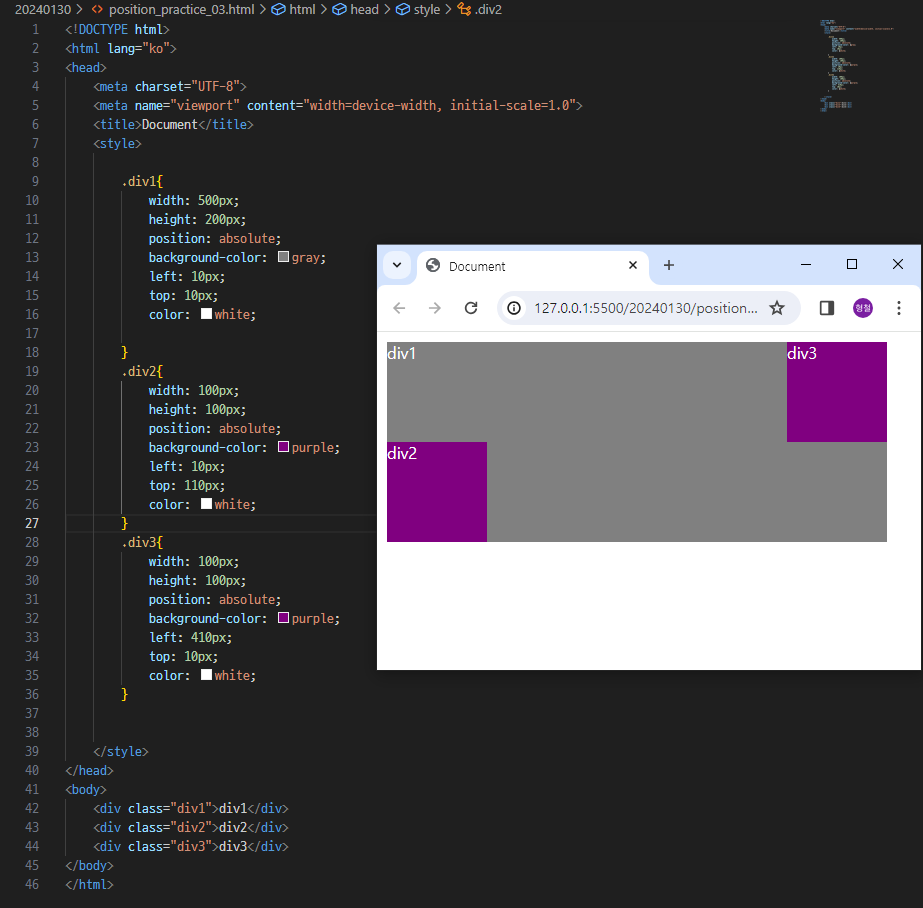 20240130 > <> position_practice_03.html > html > head > style > .div2
1 <!DOCTYPE html>
2 <html lang="ko">
3 <head>
4 <meta charset="UTF-8">
5 <meta name="viewport" content="width=device-width, initial-scale=1.0">
6 <title>Document</title>
7 <style>
8
9 .div1{
10 width: 500px;
11 height: 200px;
12 position: absolute;
13 background-color: gray;
14 left: 10px;
15 top: 10px;
16 color: white;
17
18 }
19 .div2{
20 width: 100px;
21 height: 100px;
22 position: absolute;
23 background-color: purple;
24 left: 10px;
25 top: 110px;
26 color: white;
27 }
28 .div3{
29 width: 100px;
30 height: 100px;
31 position: absolute;
32 background-color: purple;
33 left: 410px;
34 top: 10px;
35 color: white;
36 }
37
38
39 </style>
40 </head>
41 <body>
42 <div class="div1">div1</div>
43 <div class="div2">div2</div>
44 <div class="div3">div3</div>
45 </body>
46 </html>
Document
127.0.0.1:5500/20240130/position...
형철
div1 div3
div2